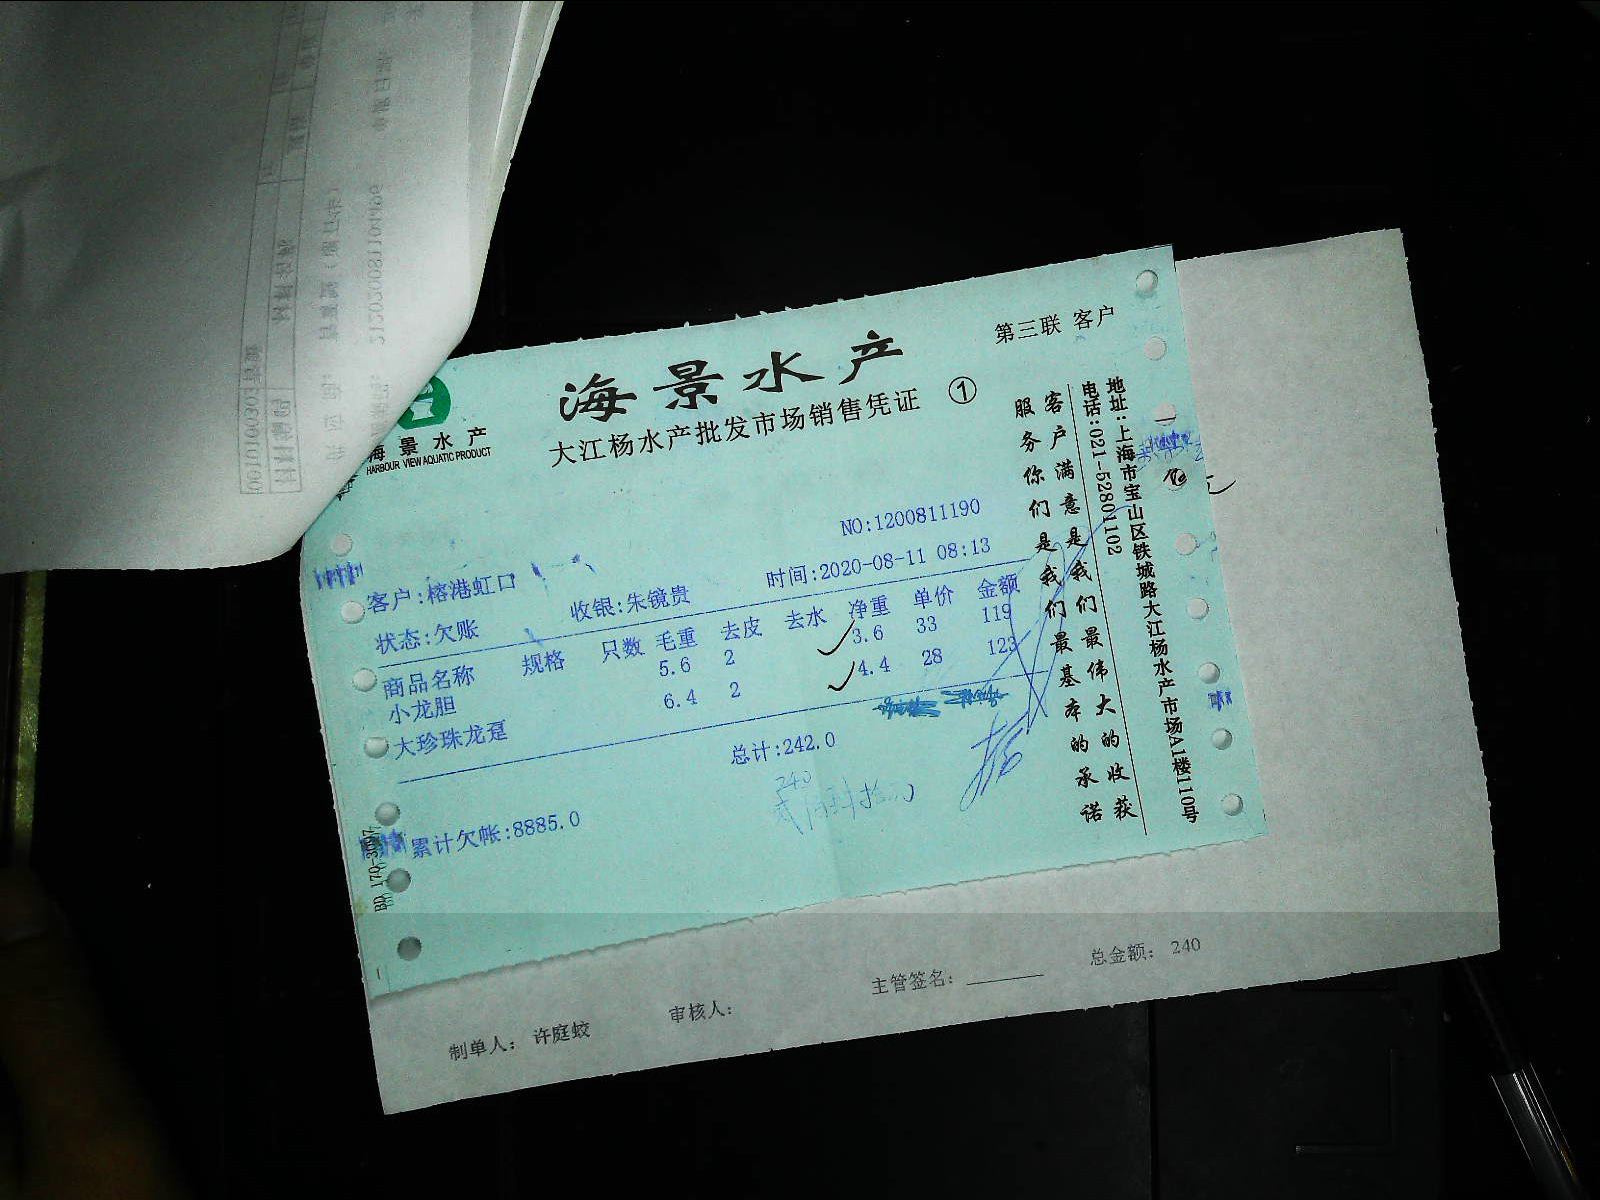 第三联 客户
海景水产
大江杨水产批发市场销售凭证 ①
海景水产
HARBOUR VIEW AQUATIC PRODUCT
NO:1200811190
客户:榕港虹口
收银:朱镜贵
时间:2020-08-11 08:13
状态:欠账
商品名称 规格 只数 毛重 去皮 去水 净重 单价 金额
小龙胆 5.6 2 3.6 33 119
大珍珠龙趸 6.4 2 4.4 28 123
总计:242.0
240
累计欠帐:8885.0
客户满意是我们最伟大的收获
服务你们是我们最基本的承诺
地址:上海市宝山区铁城路大江杨水产市场A1楼110号
电话:021-52801102
制单人: 许庭蛟
审核人:
主管签名:
总金额: 240